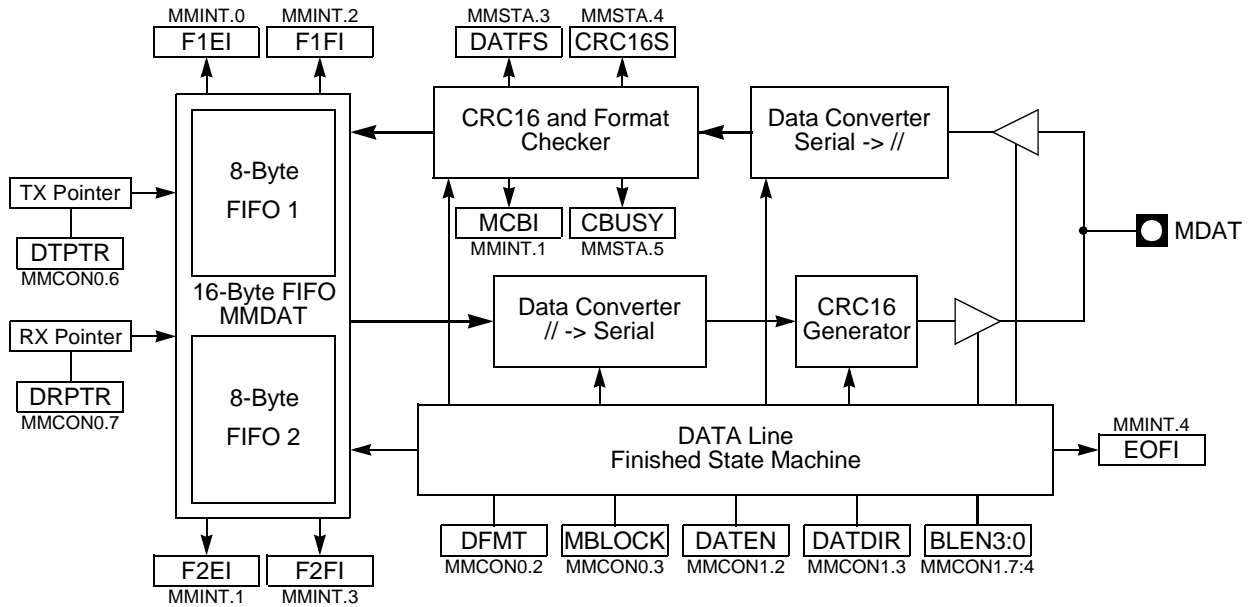 MMINT.0
F1EI
MMINT.2
F1FI
MMSTA.3
DATFS
MMSTA.4
CRC16S
8-Byte
FIFO 1
CRC16 and Format
Checker
Data Converter
Serial -> //
TX Pointer
DTPTR
MMCON0.6
MCBI
MMINT.1
CBUSY
MMSTA.5
MDAT
16-Byte FIFO
MMDAT
Data Converter
// -> Serial
CRC16
Generator
RX Pointer
DRPTR
MMCON0.7
8-Byte
FIFO 2
DATA Line
Finished State Machine
MMINT.4
EOFI
F2EI
MMINT.1
F2FI
MMINT.3
DFMT
MMCON0.2
MBLOCK
MMCON0.3
DATEN
MMCON1.2
DATDIR
MMCON1.3
BLEN3:0
MMCON1.7:4